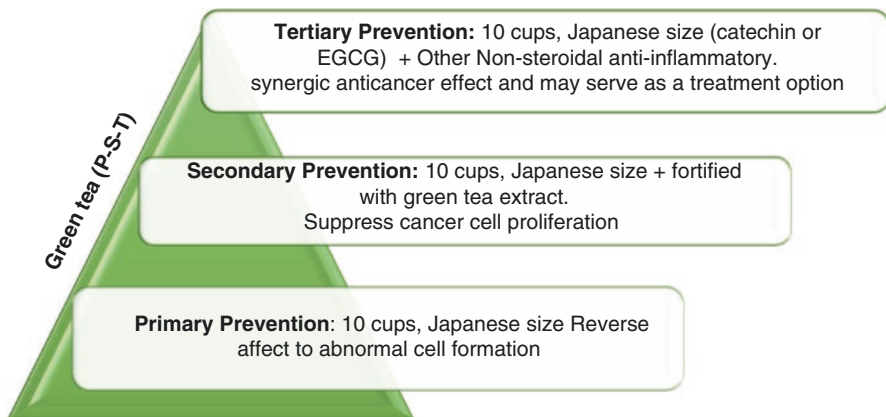 Tertiary Prevention: 10 cups, Japanese size (catechin or
EGCG) + Other Non-steroidal anti-inflammatory.
synergic anticancer effect and may serve as a treatment option
Green tea (P-S-T)
Secondary Prevention: 10 cups, Japanese size + fortified
with green tea extract.
Suppress cancer cell proliferation
Primary Prevention: 10 cups, Japanese size Reverse
affect to abnormal cell formation